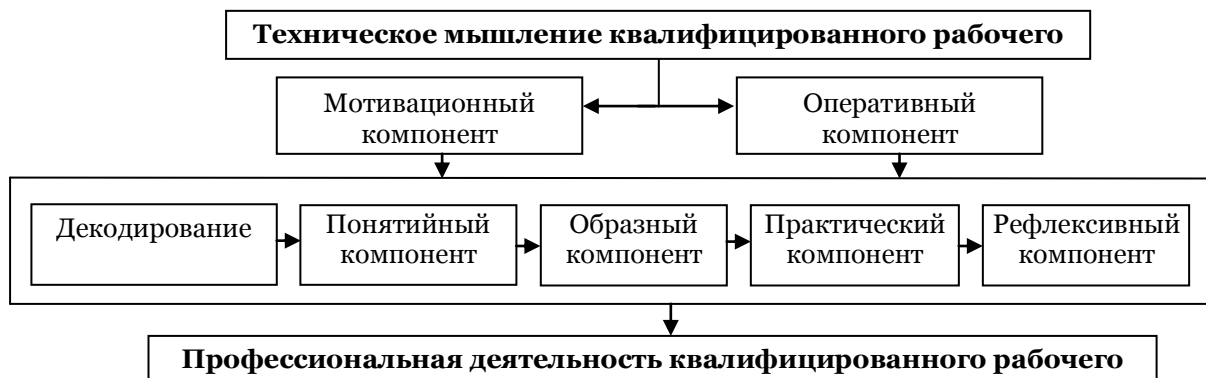 Техническое мышление квалифицированного рабочего
Мотивационный
компонент
Оперативный
компонент
Декодирование
Понятийный
компонент
Образный
компонент
Практический
компонент
Рефлексивный
компонент
Профессиональная деятельность квалифицированного рабочего